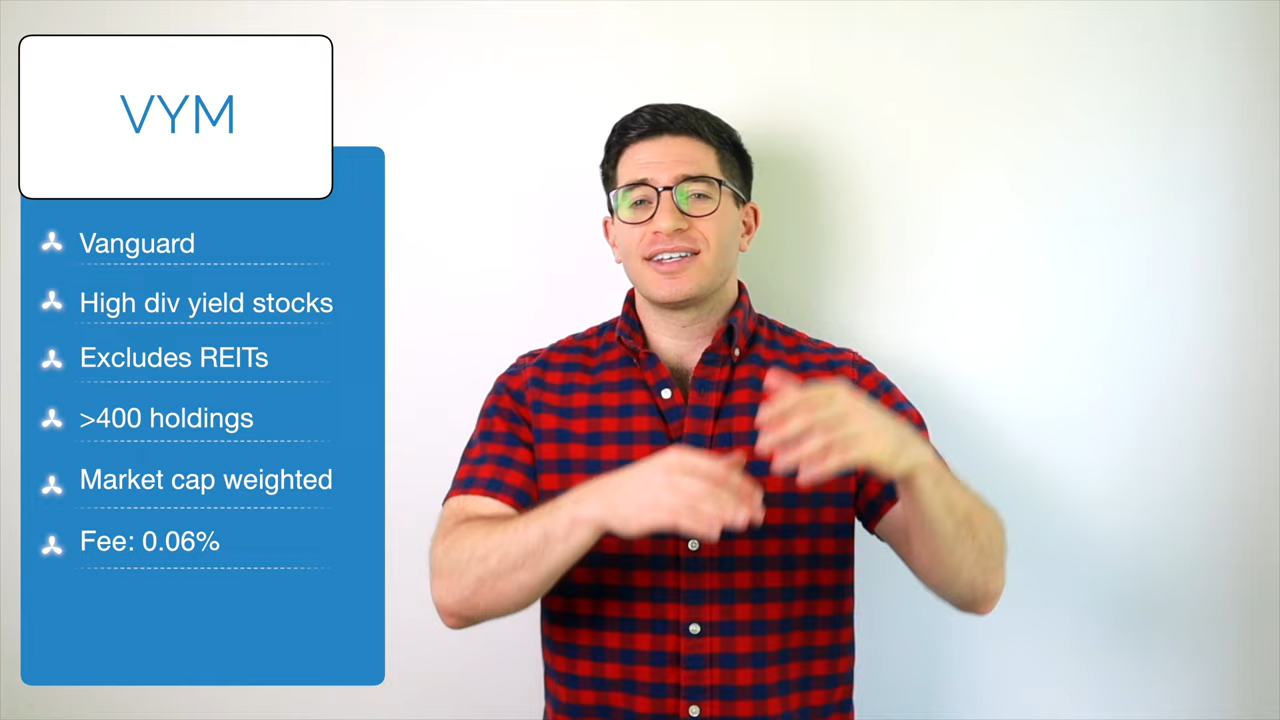 VYM
Vanguard
High div yield stocks
Excludes REITs
>400 holdings
Market cap weighted
Fee: 0.06%